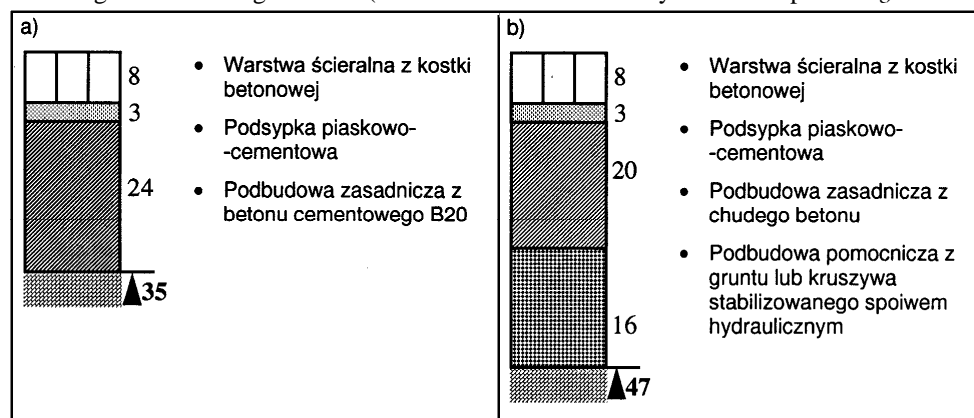 a)
8
3
24
35
• Warstwa ścieralna z kostki
betonowej
• Podsypka piaskowo-
-cementowa
• Podbudowa zasadnicza z
betonu cementowego B20
b)
8
3
20
16
47
• Warstwa ścieralna z kostki
betonowej
• Podsypka piaskowo-
-cementowa
• Podbudowa zasadnicza z
chudego betonu
• Podbudowa pomocnicza z
gruntu lub kruszywa
stabilizowanego spoiwem
hydraulicznym